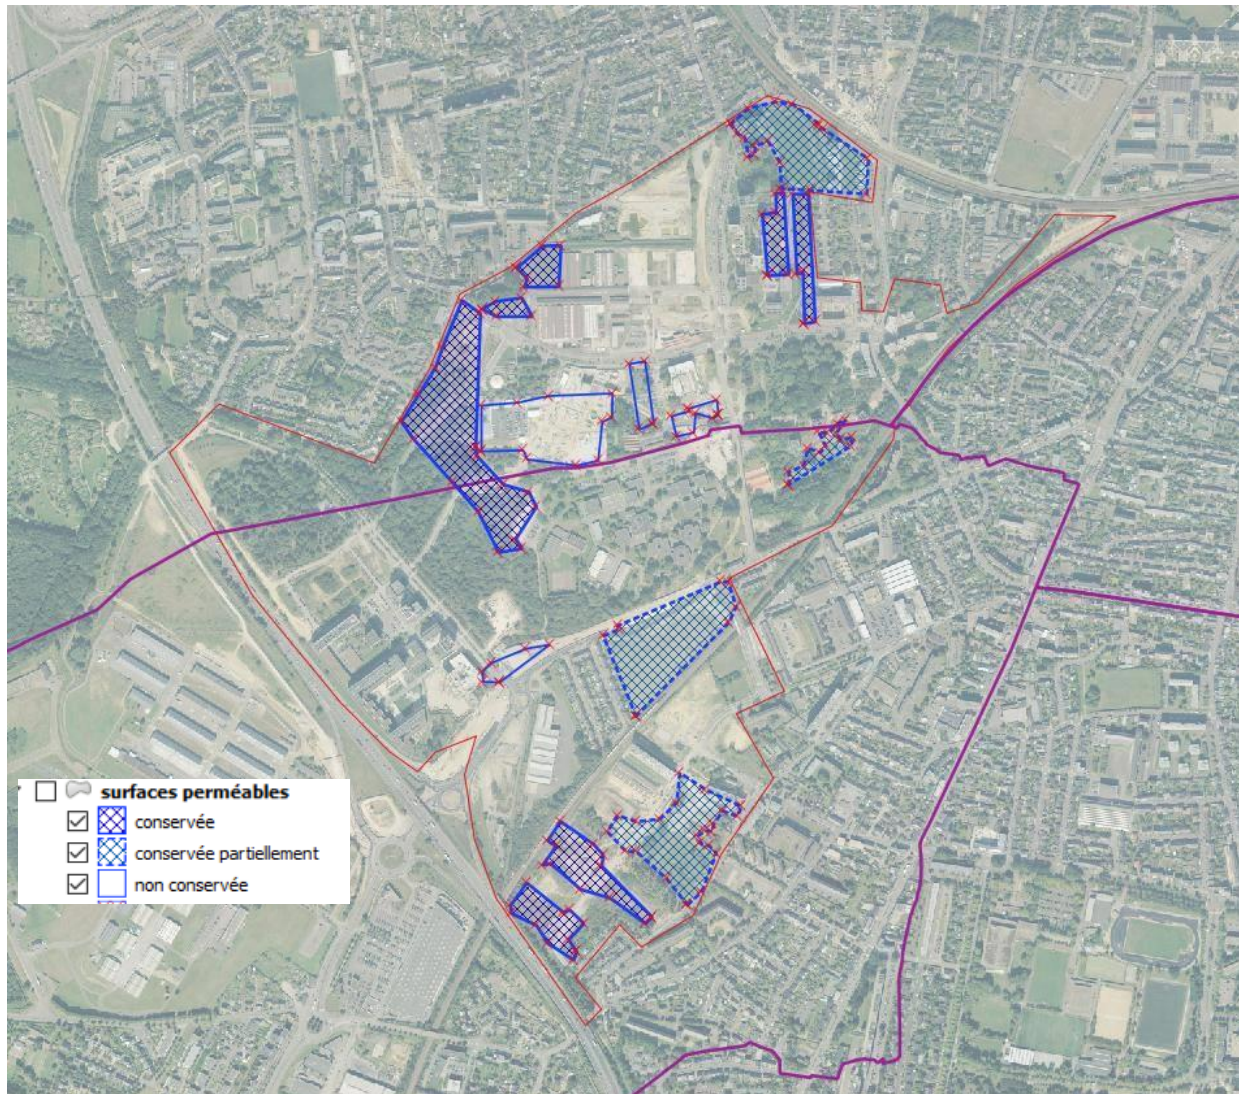 surfaces perméables
conservée
conservée partiellement
non conservée